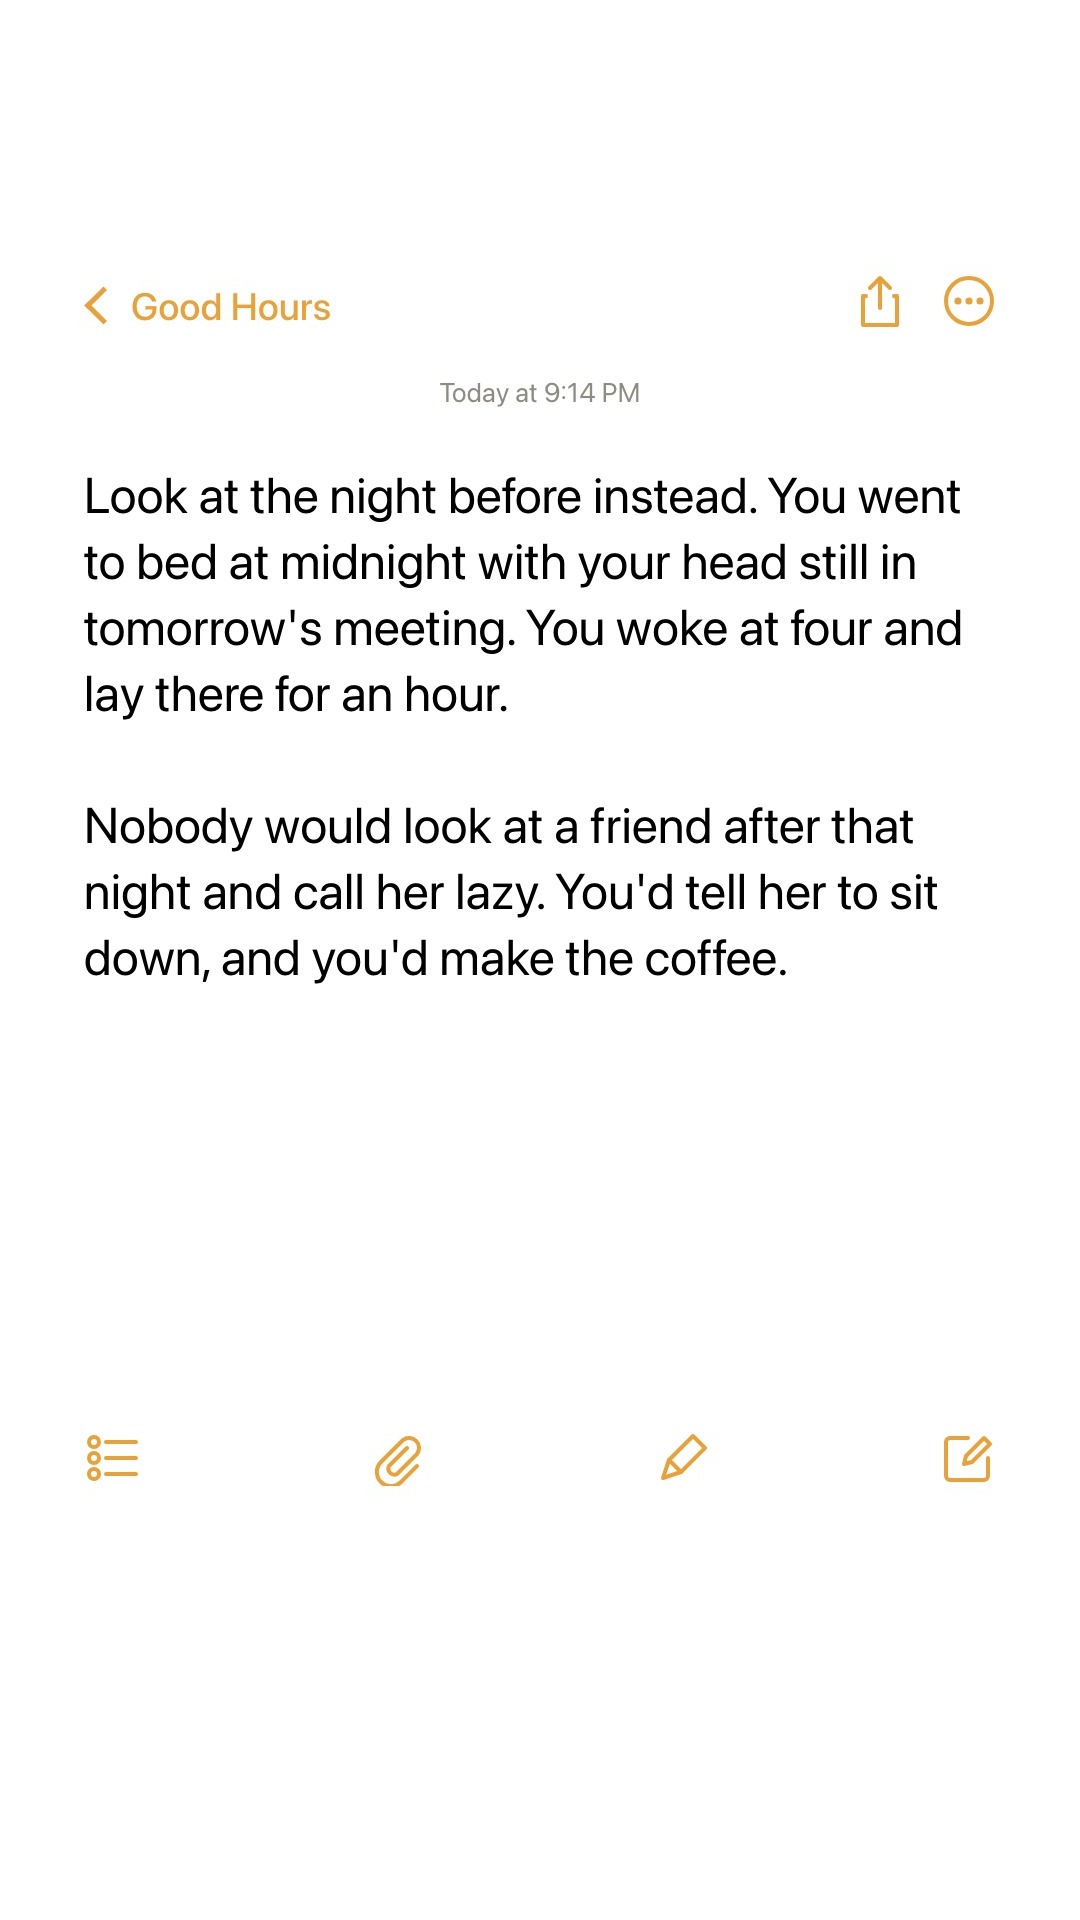 Good Hours
Today at 9:14 PM
Look at the night before instead. You went
to bed at midnight with your head still in
tomorrow's meeting. You woke at four and
lay there for an hour.
Nobody would look at a friend after that
night and call her lazy. You'd tell her to sit
down, and you'd make the coffee.